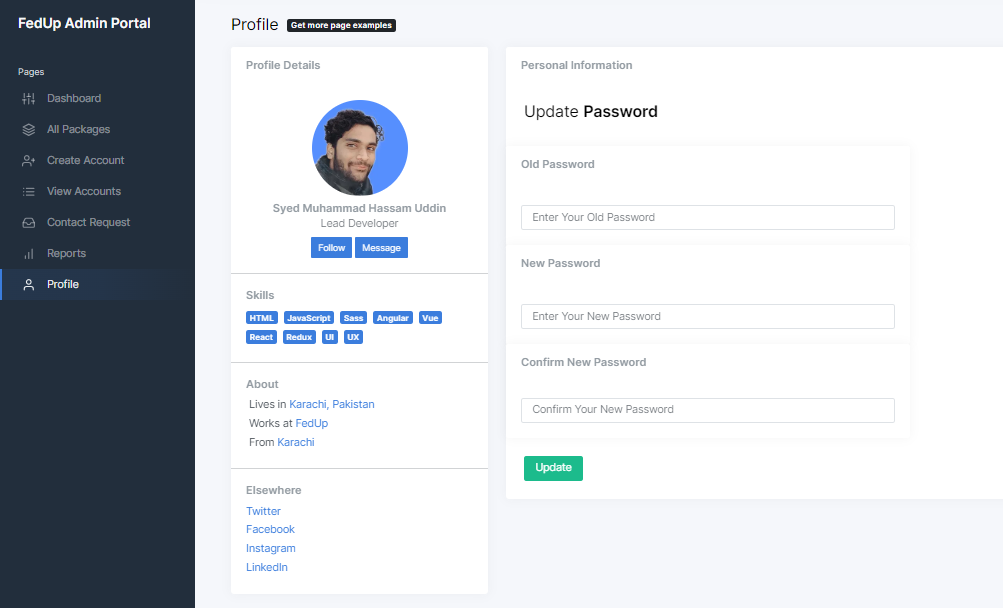 FedUp Admin Portal
Pages
Dashboard
All Packages
Create Account
View Accounts
Contact Request
Reports
Profile
Profile Get more page examples
Profile Details
Syed Muhammad Hassam Uddin
Lead Developer
Follow Message
Skills
HTML JavaScript Sass Angular Vue
React Redux UI UX
About
Lives in Karachi, Pakistan
Works at FedUp
From Karachi
Elsewhere
Twitter
Facebook
Instagram
LinkedIn
Personal Information
Update Password
Old Password
Enter Your Old Password
New Password
Enter Your New Password
Confirm New Password
Confirm Your New Password
Update